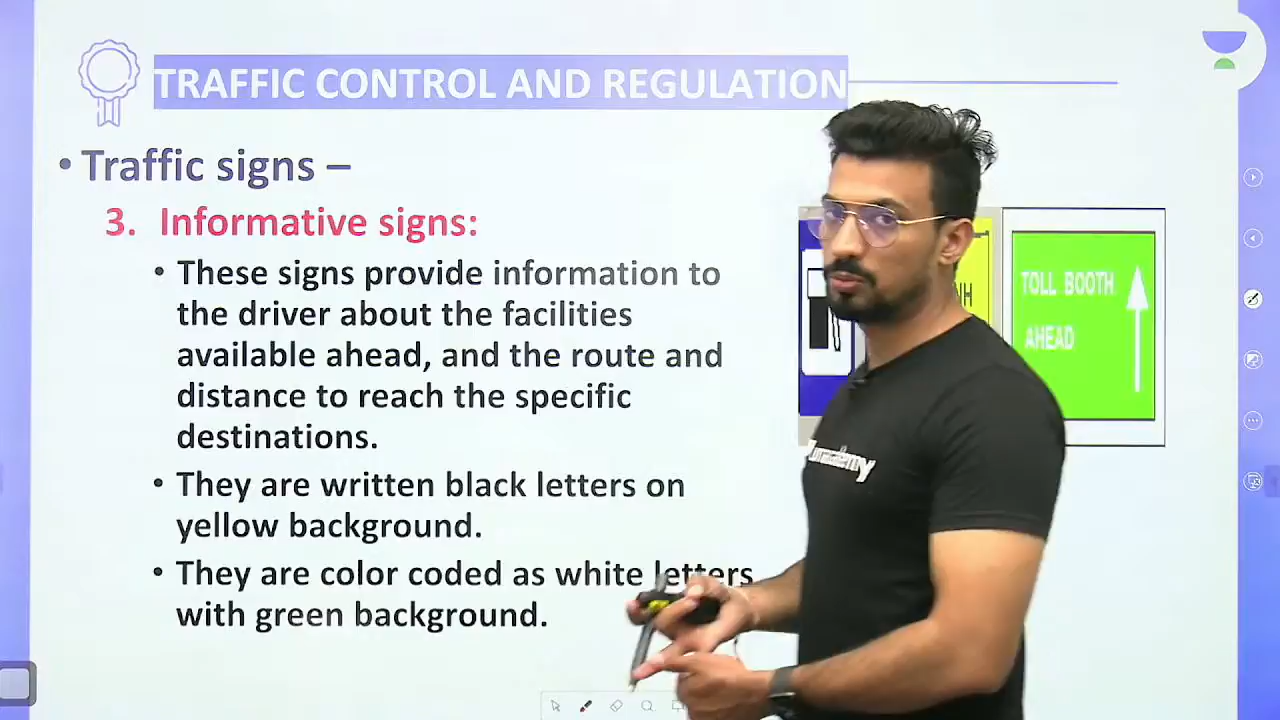 TRAFFIC CONTROL AND REGULATION
• Traffic signs –
3. Informative signs:
• These signs provide information to
the driver about the facilities
available ahead, and the route and
distance to reach the specific
destinations.
• They are written black letters on
yellow background.
• They are color coded as white letters
with green background.
NH
TOLL BOOTH
AHEAD
unacademy